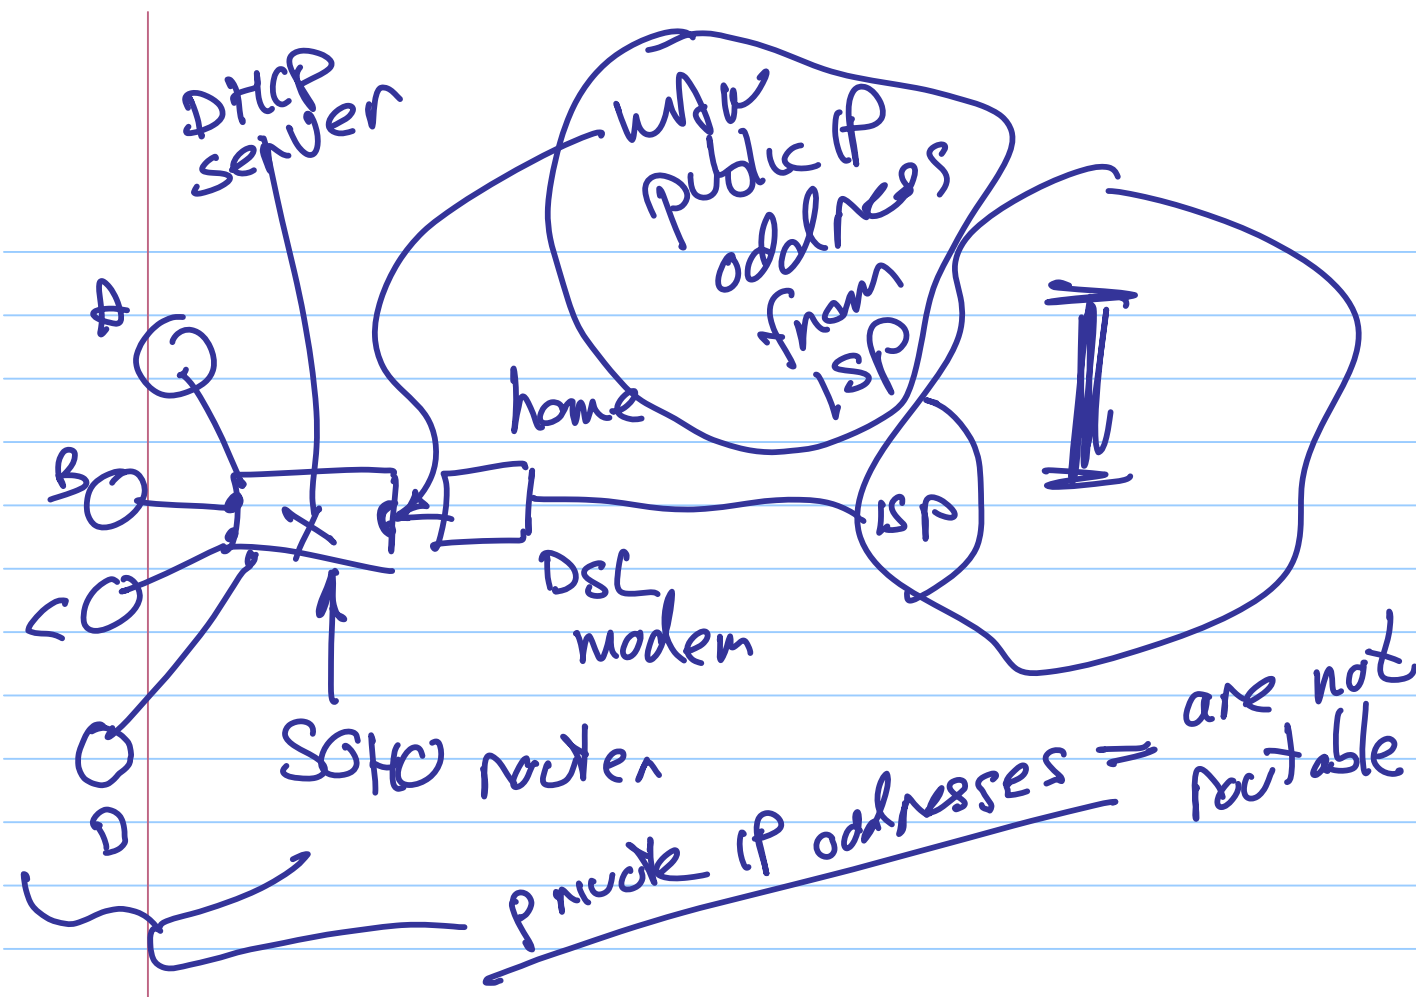 DHCP
server
WAN
public IP
address
from
ISP
A
home
B
I
ISP
C
DSL
modem
SOHO router
D
private IP addresses = are not
routable